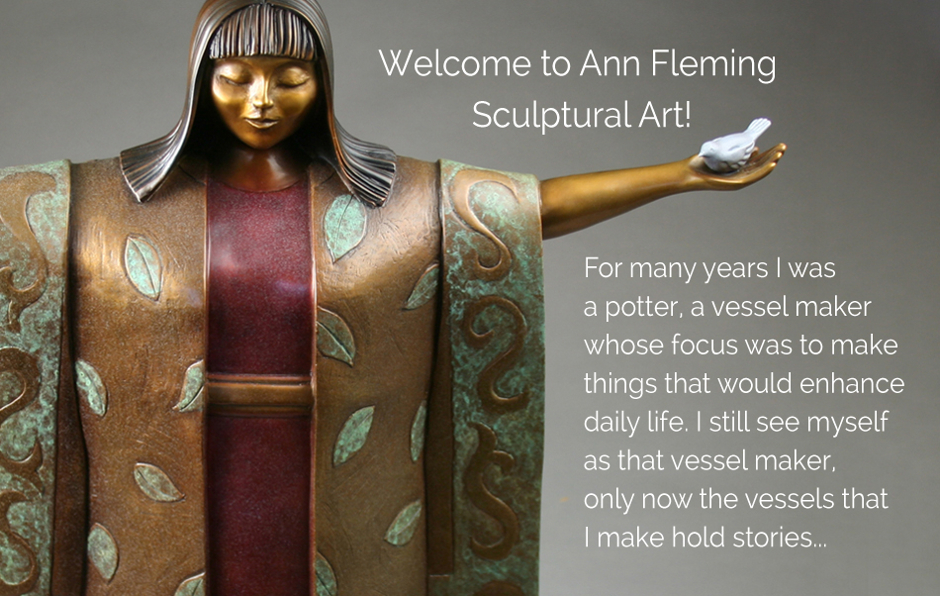 Welcome to Ann Fleming
Sculptural Art!
For many years I was
a potter, a vessel maker
whose focus was to make
things that would enhance
daily life. I still see myself
as that vessel maker,
only now the vessels that
I make hold stories...